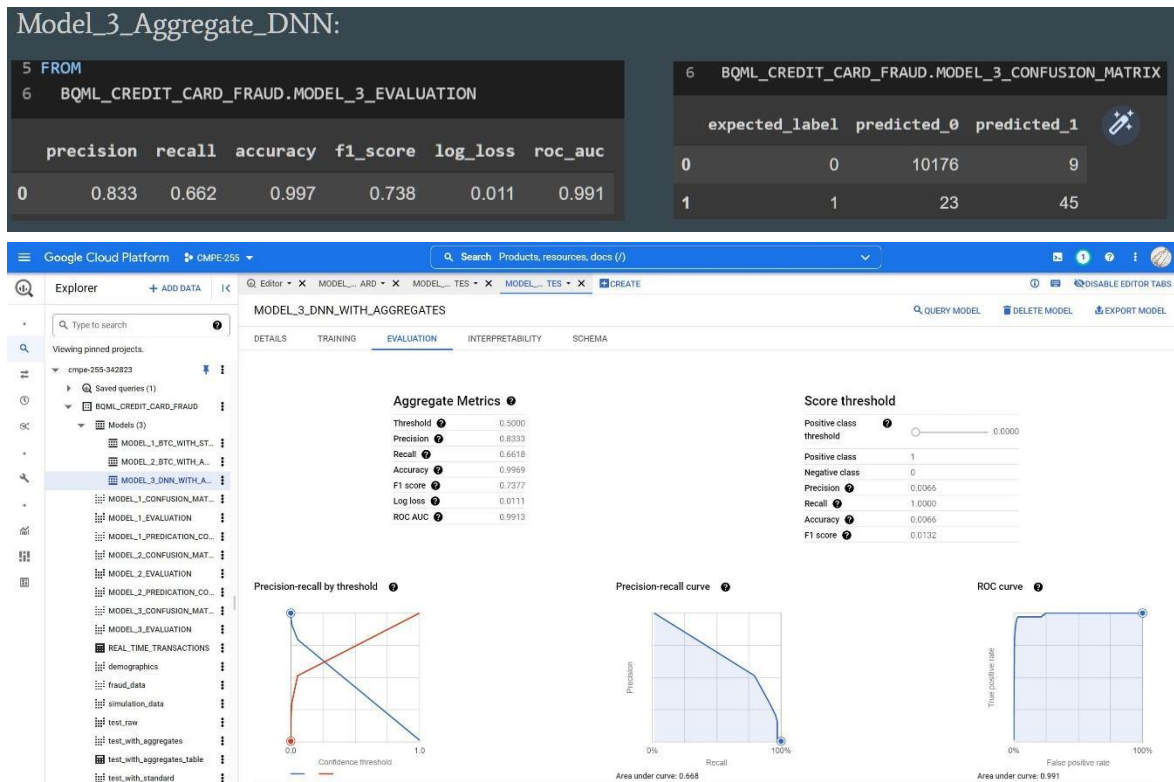 Model_3_Aggregate_DNN:
5 FROM
6 BQML_CREDIT_CARD_FRAUD.MODEL_3_EVALUATION
precision recall accuracy f1_score log_loss roc_auc
0 0.833 0.662 0.997 0.738 0.011 0.991
6 BQML_CREDIT_CARD_FRAUD.MODEL_3_CONFUSION_MATRIX
expected_label predicted_0 predicted_1
0 0 10176 9
1 1 23 45
Google Cloud Platform CMPE-255
Search Products, resources, docs (/)
1
Explorer + ADD DATA
Editor MODEL_... ARD MODEL_... TES MODEL_... TES CREATE
DISABLE EDITOR TABS
Type to search
Viewing pinned projects.
cmpe-255-342823
Saved queries (1)
BQML_CREDIT_CARD_FRAUD
Models (3)
MODEL_1_BTC_WITH_ST...
MODEL_2_BTC_WITH_A...
MODEL_3_DNN_WITH_A...
MODEL_1_CONFUSION_MAT...
MODEL_1_EVALUATION
MODEL_1_PREDICATION_CO...
MODEL_2_CONFUSION_MAT...
MODEL_2_EVALUATION
MODEL_2_PREDICATION_CO...
MODEL_3_CONFUSION_MAT...
MODEL_3_EVALUATION
REAL_TIME_TRANSACTIONS
demographics
fraud_data
simulation_data
test_raw
test_with_aggregates
test_with_aggregates_table
test_with_standard
MODEL_3_DNN_WITH_AGGREGATES
QUERY MODEL DELETE MODEL EXPORT MODEL
DETAILS TRAINING EVALUATION INTERPRETABILITY SCHEMA
Aggregate Metrics
Threshold 0.5000
Precision 0.8333
Recall 0.6618
Accuracy 0.9969
F1 score 0.7377
Log loss 0.0111
ROC AUC 0.9913
Score threshold
Positive class threshold 0.0000
Positive class 1
Negative class 0
Precision 0.0066
Recall 1.0000
Accuracy 0.0066
F1 score 0.0132
Precision-recall by threshold
0.0 1.0
Confidence threshold
Precision-recall curve
Precision
0% 100%
Recall
Area under curve: 0.668
ROC curve
True positive rate
0% 100%
False positive rate
Area under curve: 0.991